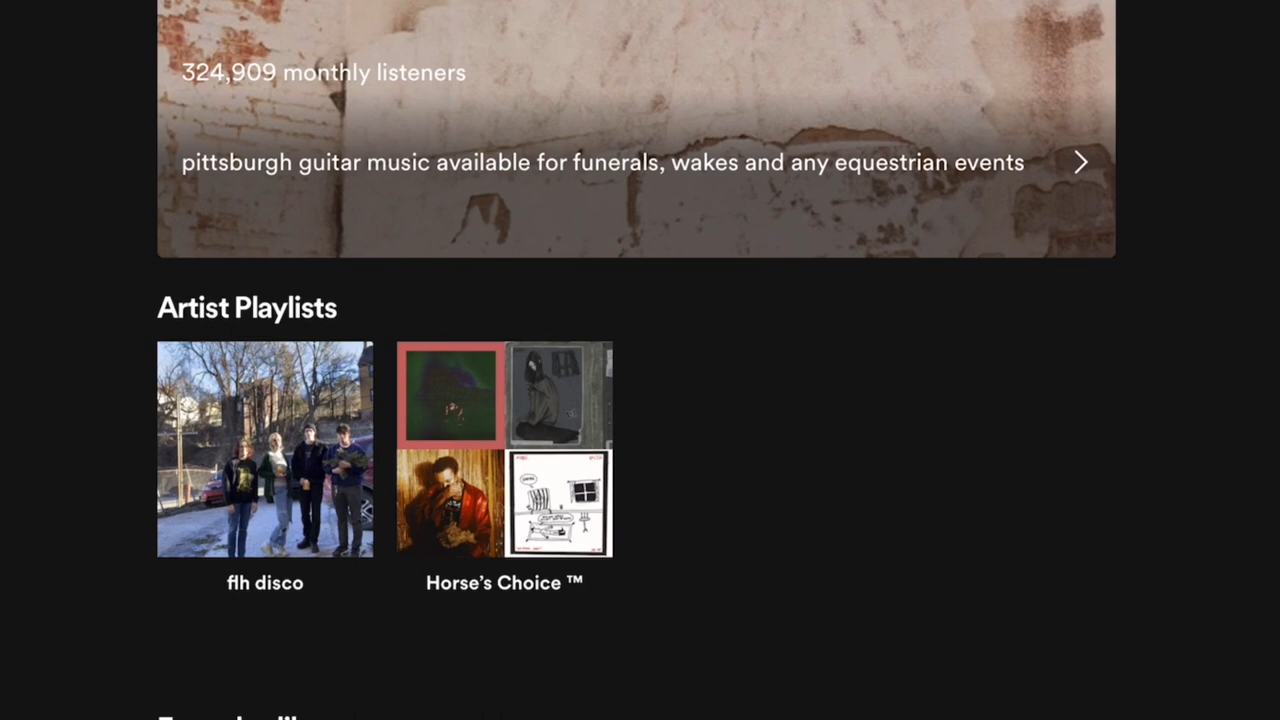 324,909 monthly listeners
pittsburgh guitar music available for funerals, wakes and any equestrian events
Artist Playlists
flh disco
Horse’s Choice ™